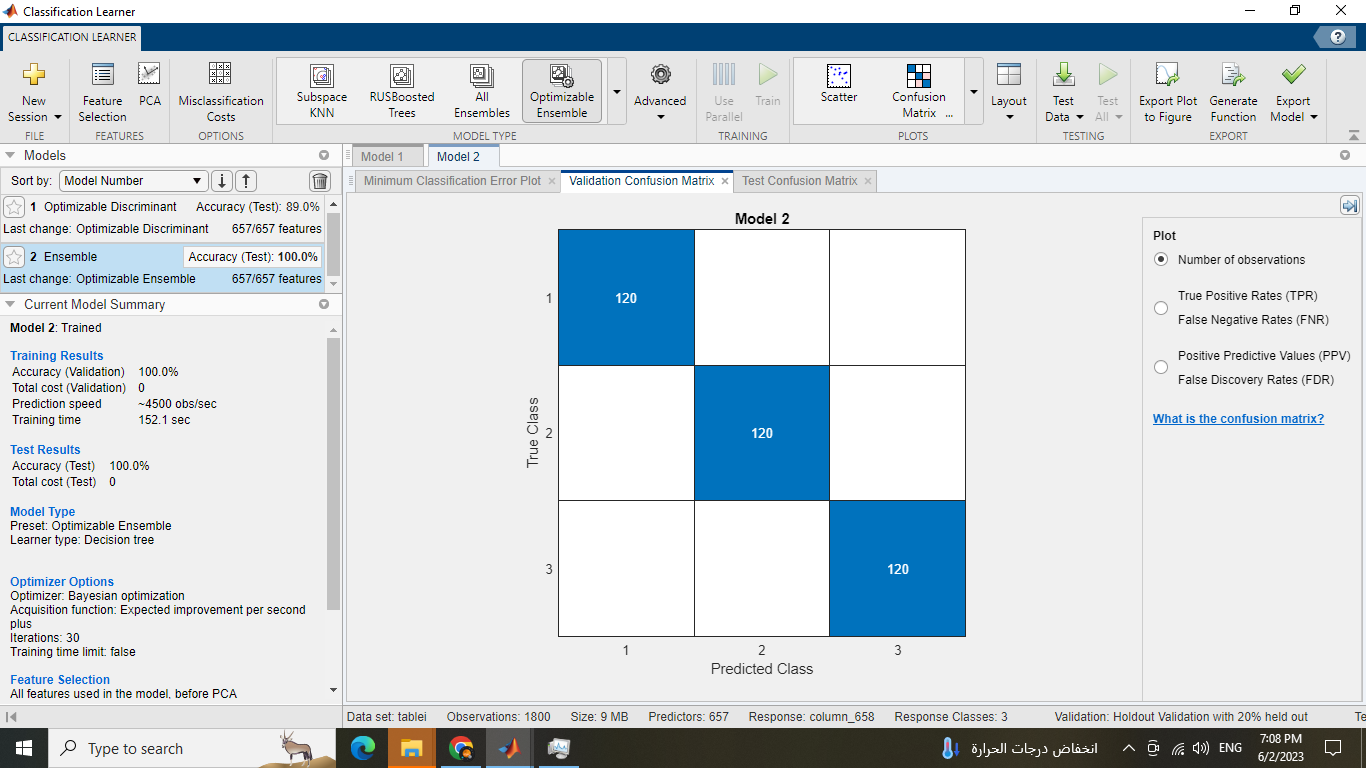 Classification Learner
CLASSIFICATION LEARNER
New Session
Feature Selection
PCA
Misclassification Costs
Subspace KNN
RUSBoosted Trees
All Ensembles
Optimizable Ensemble
Advanced
Use Parallel
Train
Scatter
Confusion Matrix ...
Layout
Test Data
Test All
Export Plot to Figure
Generate Function
Export Model
FILE
FEATURES
OPTIONS
MODEL TYPE
TRAINING
PLOTS
TESTING
EXPORT
Models
Sort by: Model Number
1 Optimizable Discriminant Accuracy (Test): 89.0%
Last change: Optimizable Discriminant 657/657 features
2 Ensemble Accuracy (Test): 100.0%
Last change: Optimizable Ensemble 657/657 features
Current Model Summary
Model 2: Trained
Training Results
Accuracy (Validation) 100.0%
Total cost (Validation) 0
Prediction speed ~4500 obs/sec
Training time 152.1 sec
Test Results
Accuracy (Test) 100.0%
Total cost (Test) 0
Model Type
Preset: Optimizable Ensemble
Learner type: Decision tree
Optimizer Options
Optimizer: Bayesian optimization
Acquisition function: Expected improvement per second
plus
Iterations: 30
Training time limit: false
Feature Selection
All features used in the model, before PCA
Model 1
Model 2
Minimum Classification Error Plot
Validation Confusion Matrix
Test Confusion Matrix
Model 2
1
120
True Class
2
120
3
120
1 2 3
Predicted Class
Plot
Number of observations
True Positive Rates (TPR)
False Negative Rates (FNR)
Positive Predictive Values (PPV)
False Discovery Rates (FDR)
What is the confusion matrix?
Data set: tablei Observations: 1800 Size: 9 MB Predictors: 657 Response: column_658 Response Classes: 3 Validation: Holdout Validation with 20% held out Te
Type to search
انخفاض درجات الحرارة
ENG
7:08 PM
6/2/2023